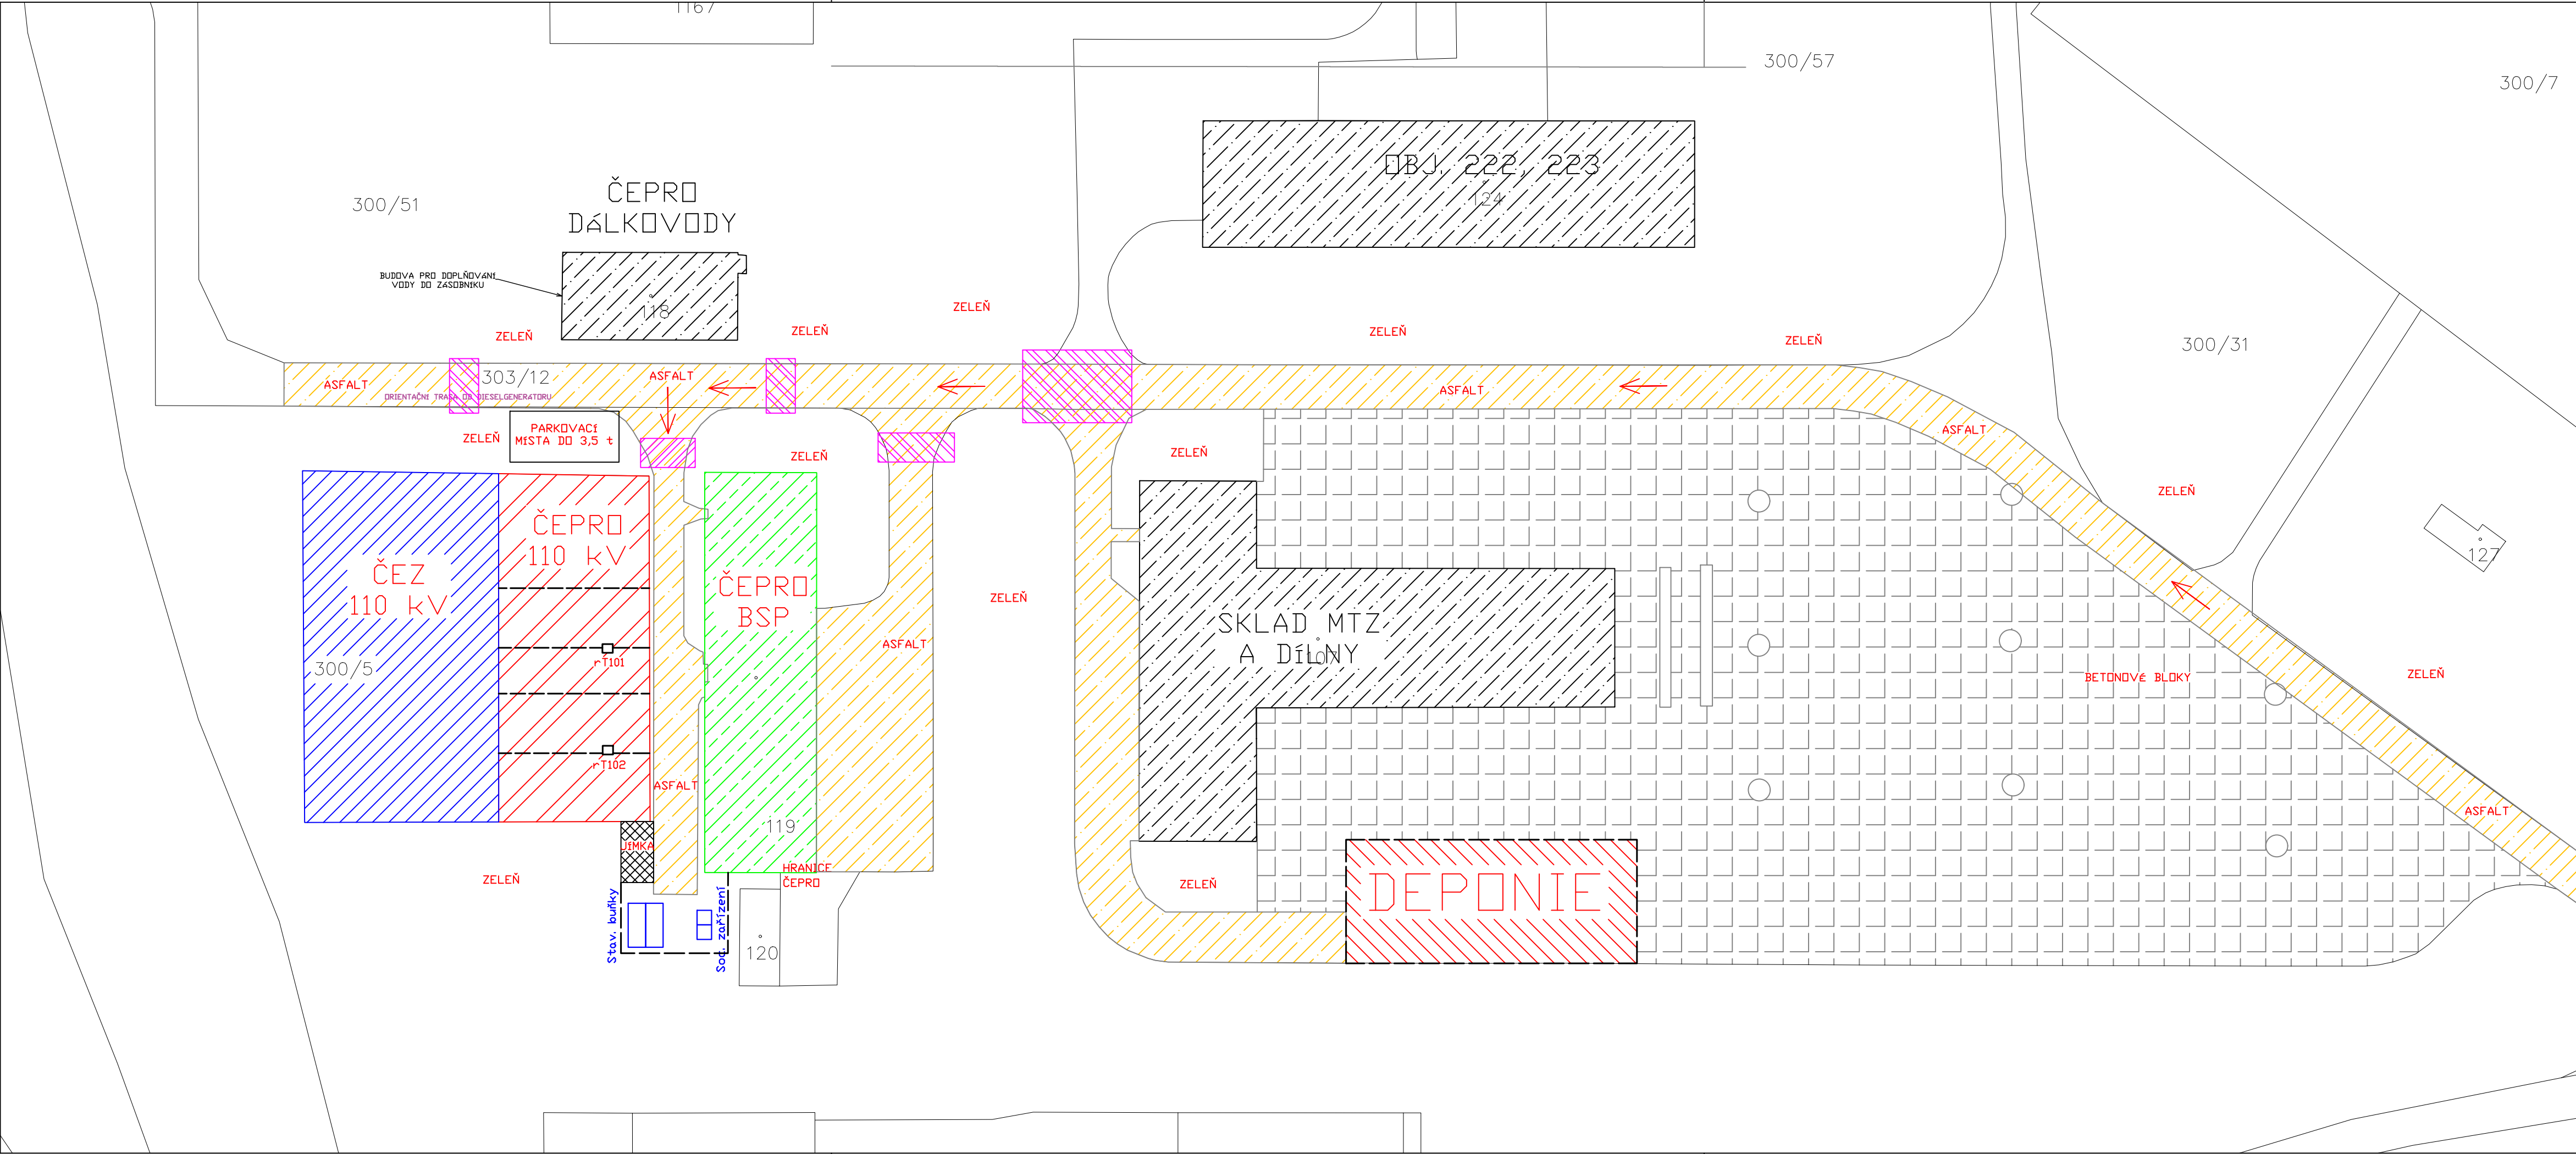 1167
300/57
300/7
OBJ. 222, 223
124
300/51
ČEPRO
DÁLKOVODY
BUDOVA PRO DOPLŇOVÁNÍ
VODY DO ZÁSOBNÍKU
118
ZELEŇ
ZELEŇ
ZELEŇ
ZELEŇ
ZELEŇ
300/31
ASFALT
303/12
ASFALT
ASFALT
ORIENTAČNÍ TRASA DO DIESELGENERÁTORU
PARKOVACÍ
MÍSTA DO 3,5 t
ZELEŇ
ZELEŇ
ZELEŇ
ASFALT
ZELEŇ
ČEPRO
110 kV
ČEZ
110 kV
ČEPRO
BSP
127
ZELEŇ
SKLAD MTZ
A DÍLNY
107
ASFALT
300/5
rT101
BETONOVÉ BLOKY
ZELEŇ
rT102
ASFALT
119
ASFALT
JÍMKA
HRANICE
ČEPRO
ZELEŇ
ZELEŇ
DEPONIE
Stav. buňky
Soc. zařízení
120